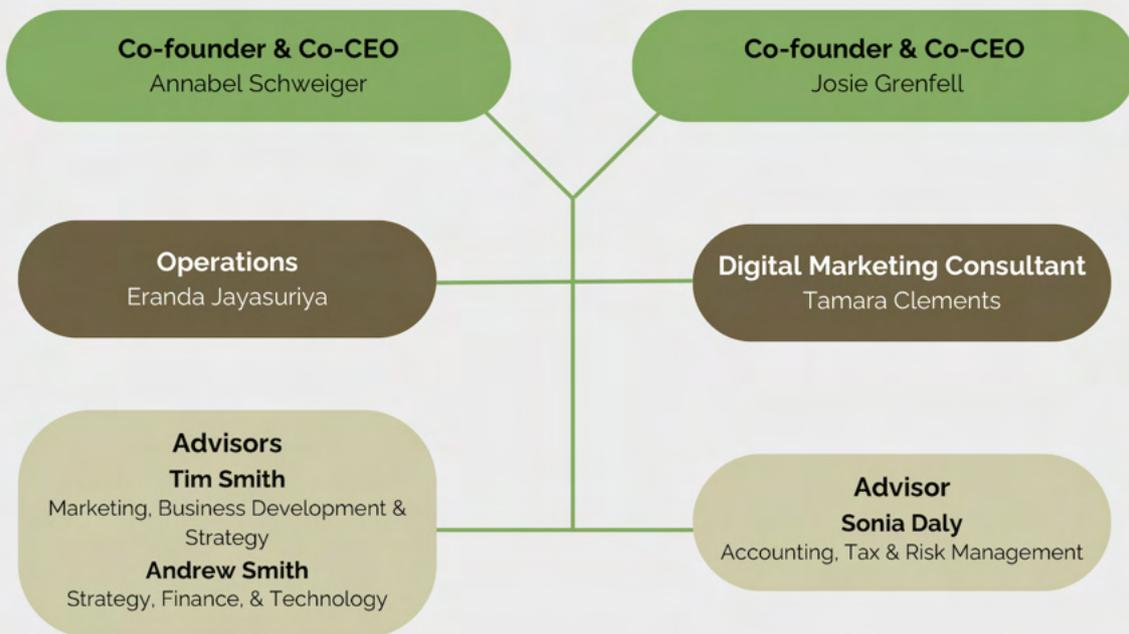 Co-founder & Co-CEO
Annabel Schweiger
Co-founder & Co-CEO
Josie Grenfell
Operations
Eranda Jayasuriya
Digital Marketing Consultant
Tamara Clements
Advisors
Tim Smith
Marketing, Business Development &
Strategy
Andrew Smith
Strategy, Finance, & Technology
Advisor
Sonia Daly
Accounting, Tax & Risk Management